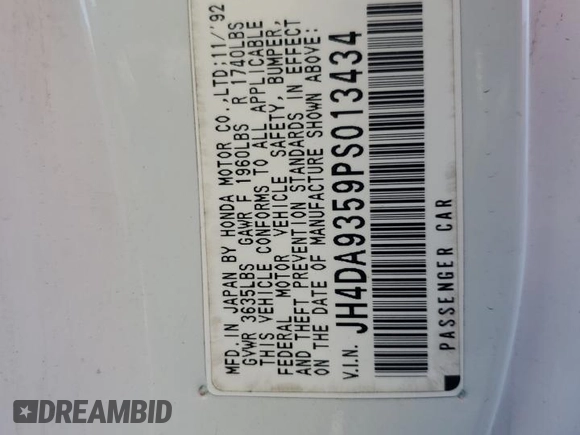 MFD. IN JAPAN BY HONDA MOTOR CO., LTD:11/'92
GVWR 3635LBS GAWR F 1960LBS R 1740LBS
THIS VEHICLE CONFORMS TO ALL APPLICABLE
FEDERAL MOTOR VEHICLE SAFETY, BUMPER,
AND THEFT PREVENTION STANDARDS IN EFFECT
ON THE DATE OF MANUFACTURE SHOWN ABOVE.
V.I.N. JH4DA9359PS013434
PASSENGER CAR
DREAMBID